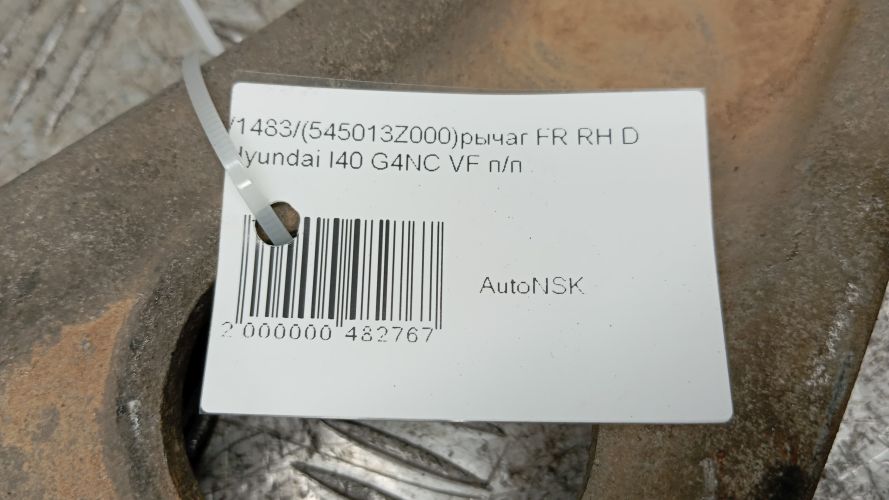 /1483/(545013Z000)рычаг FR RH D
Hyundai I40 G4NC VF п/п
AutoNSK
2 000000 482767